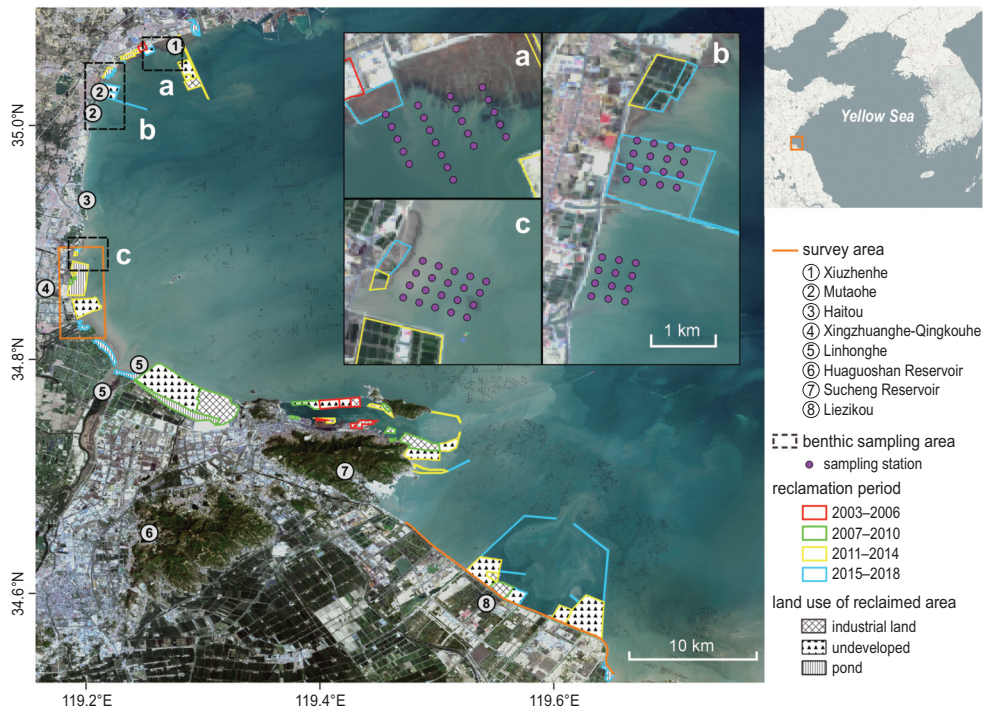 35.0°N
34.8°N
34.6°N
119.2°E
119.4°E
119.6°E
1
a
2
2
b
3
c
4
5
5
6
7
8
10 km
a
b
c
1 km
Yellow Sea
survey area
1 Xiuzhenhe
2 Mutaohe
3 Haitou
4 Xingzhuanghe-Qingkouhe
5 Linhonghe
6 Huaguoshan Reservoir
7 Sucheng Reservoir
8 Liezikou
benthic sampling area
sampling station
reclamation period
2003–2006
2007–2010
2011–2014
2015–2018
land use of reclaimed area
industrial land
undeveloped
pond